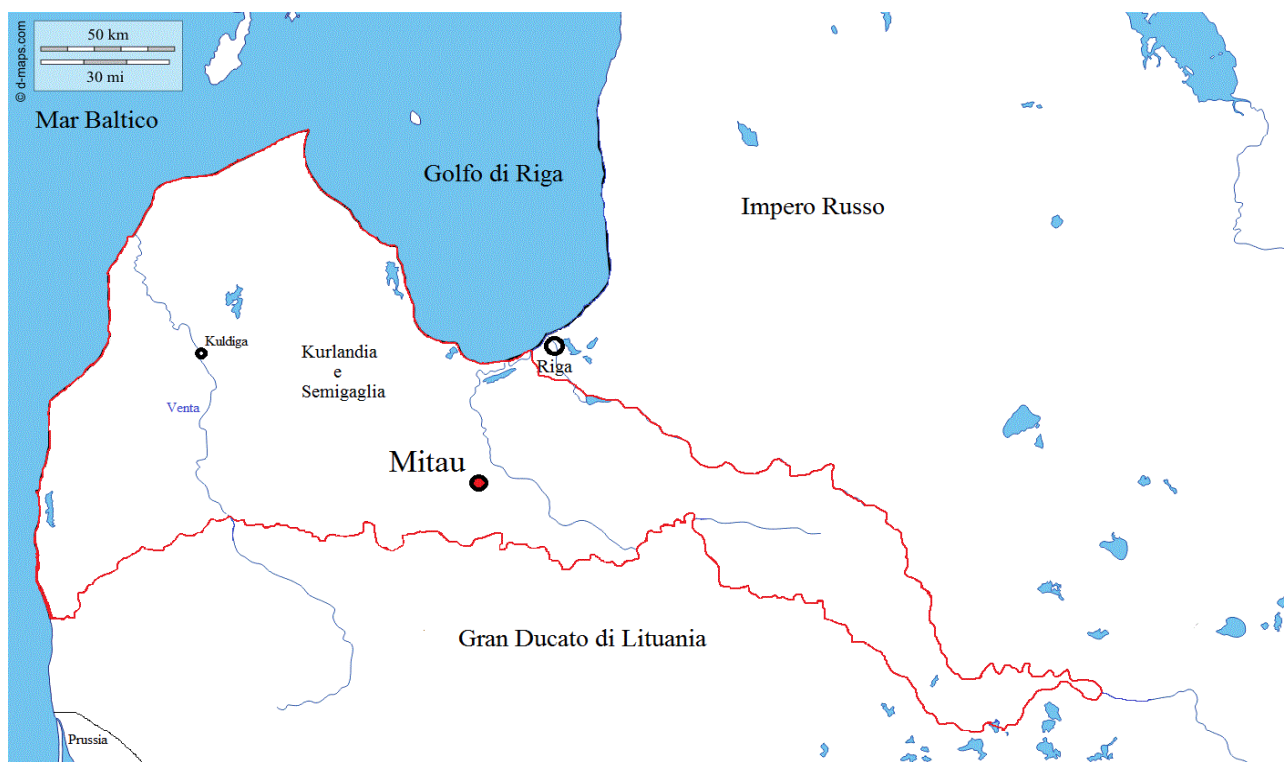 50 km
30 mi
© d-maps.com
Mar Baltico
Golfo di Riga
Impero Russo
Kuldiga
Kurlandia
e
Semigaglia
Riga
Venta
Mitau
Gran Ducato di Lituania
Prussia